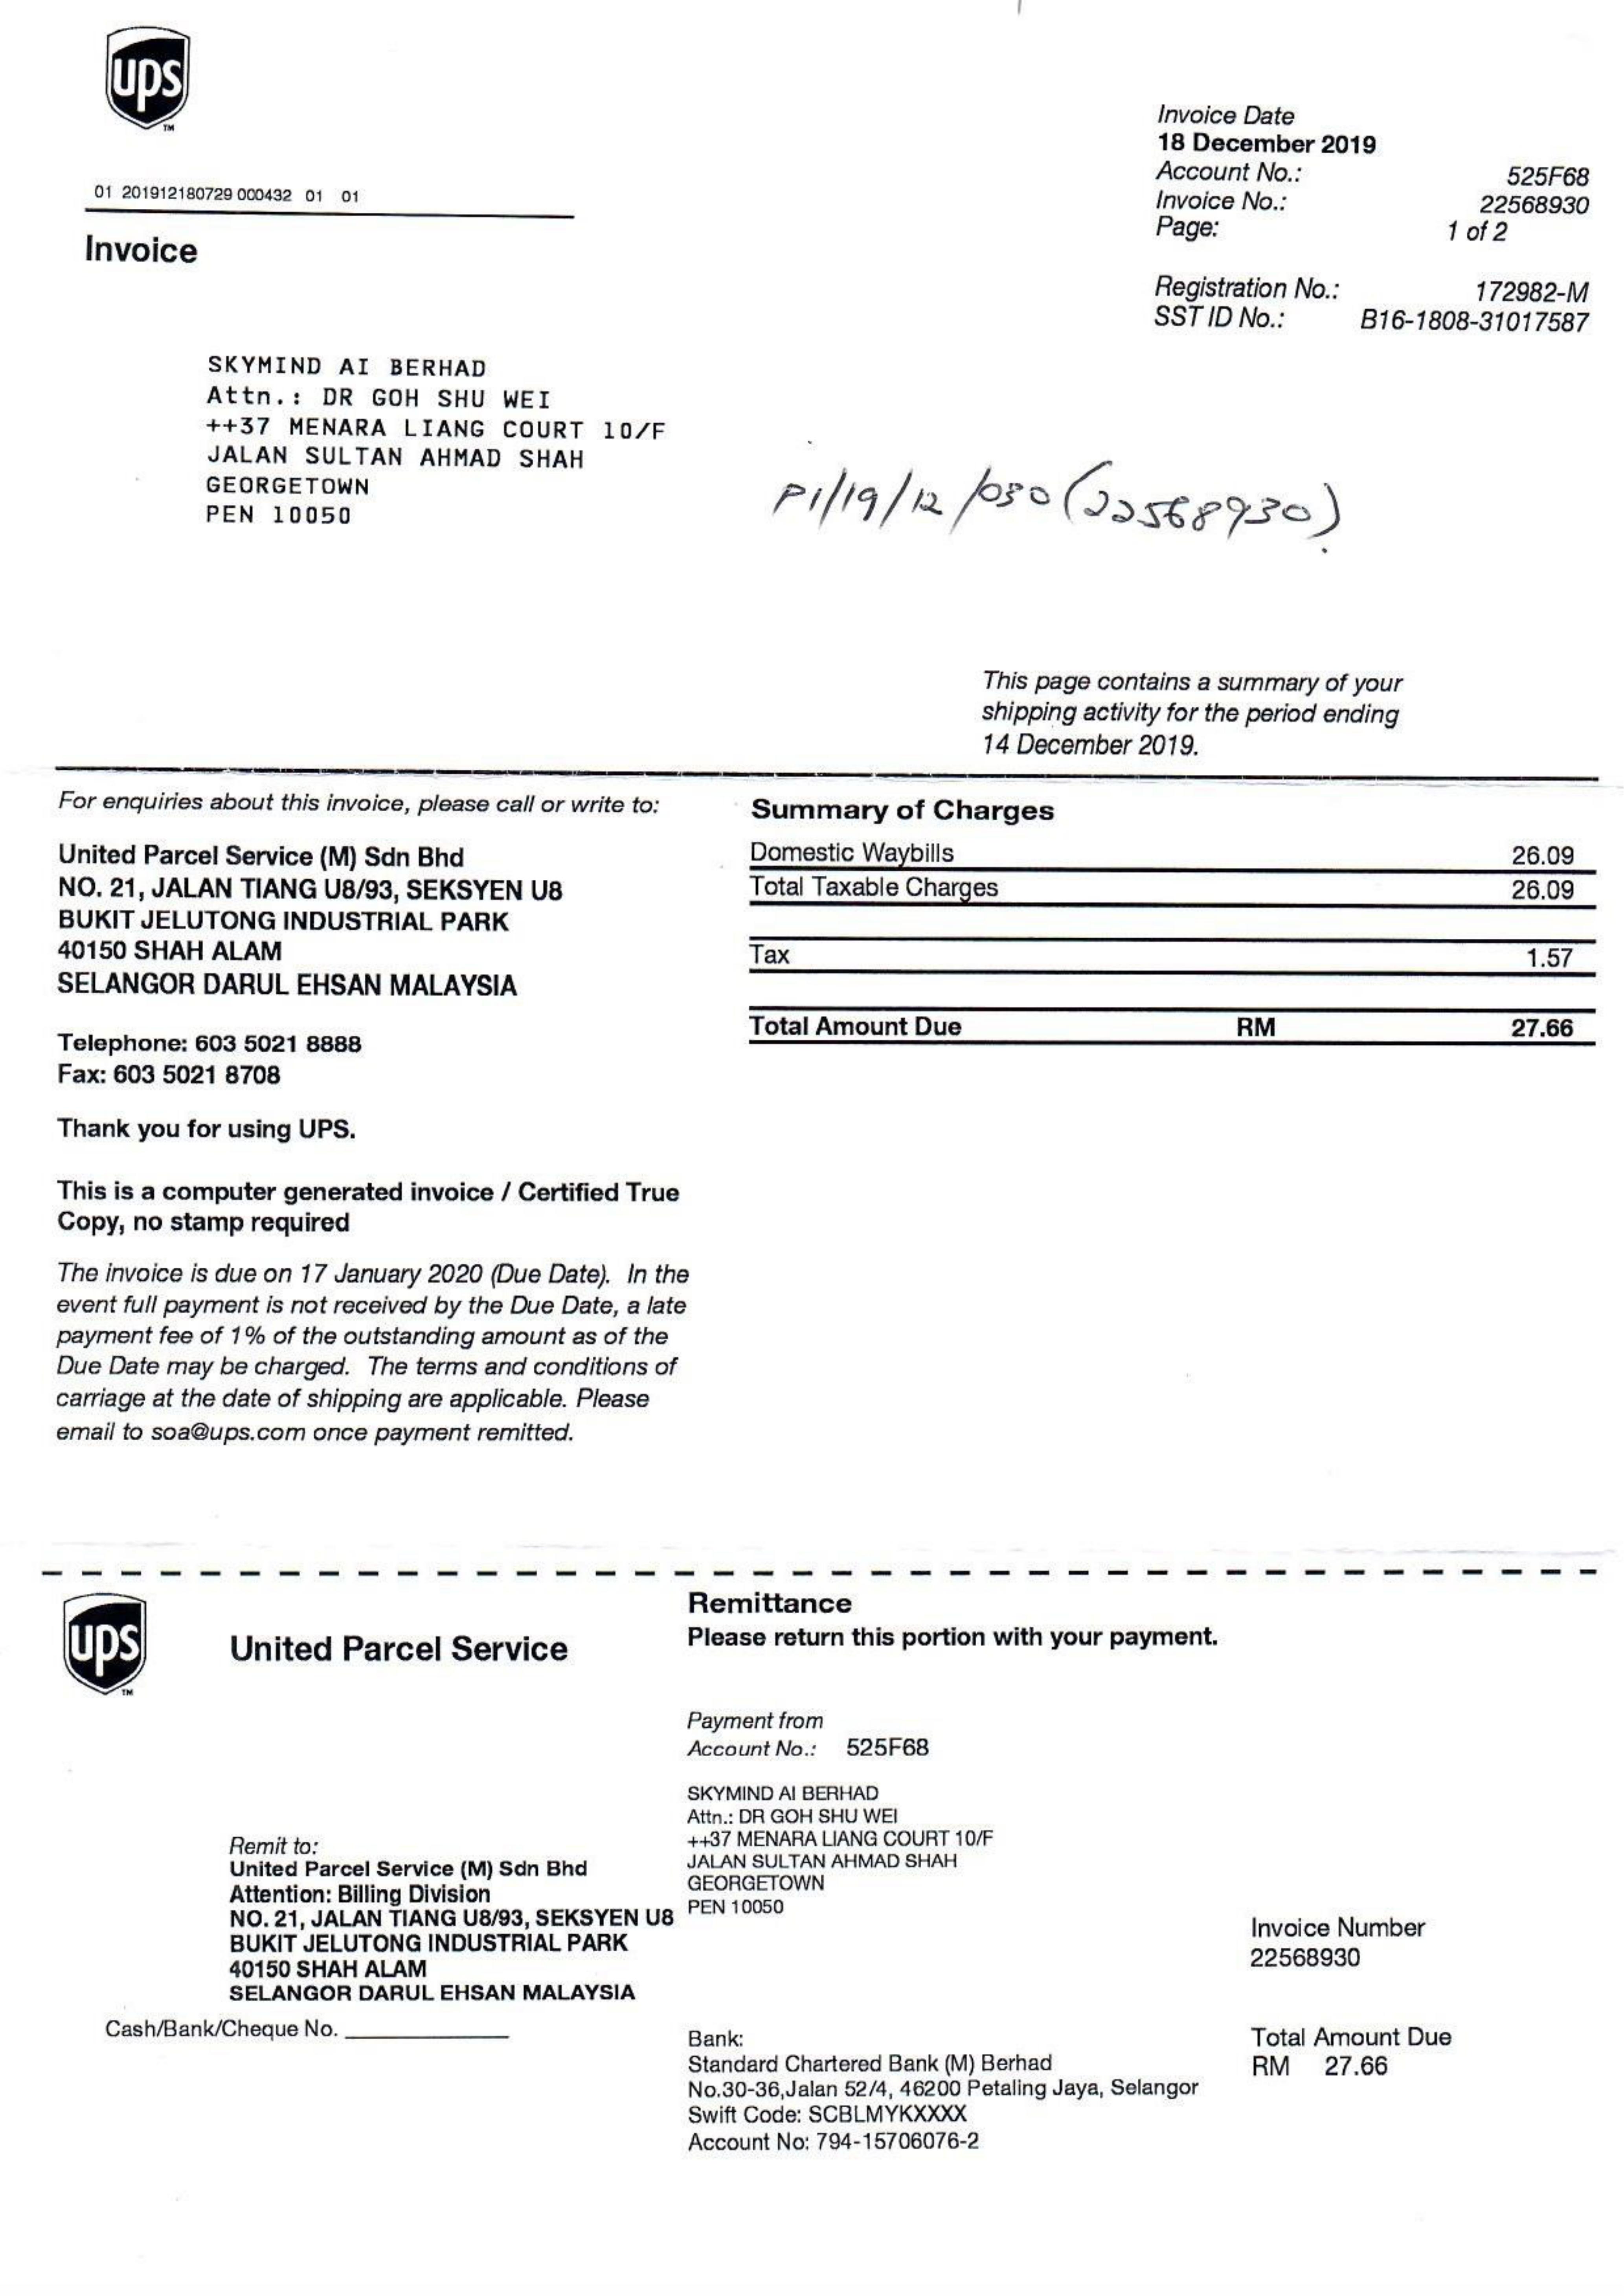 ups
TM
Invoice Date
18 December 2019
Account No.: 525F68
Invoice No.: 22568930
Page: 1 of 2
01 201912180729 000432 01 01
Invoice
Registration No.: 172982-M
SST ID No.: B16-1808-31017587
SKYMIND AI BERHAD
Attn.: DR GOH SHU WEI
++37 MENARA LIANG COURT 10/F
JALAN SULTAN AHMAD SHAH
GEORGETOWN
PEN 10050
PI/19/12/030 (22568930)
This page contains a summary of your
shipping activity for the period ending
14 December 2019.
For enquiries about this invoice, please call or write to:
United Parcel Service (M) Sdn Bhd
NO. 21, JALAN TIANG U8/93, SEKSYEN U8
BUKIT JELUTONG INDUSTRIAL PARK
40150 SHAH ALAM
SELANGOR DARUL EHSAN MALAYSIA
Telephone: 603 5021 8888
Fax: 603 5021 8708
Thank you for using UPS.
This is a computer generated invoice / Certified True
Copy, no stamp required
The invoice is due on 17 January 2020 (Due Date). In the
event full payment is not received by the Due Date, a late
payment fee of 1% of the outstanding amount as of the
Due Date may be charged. The terms and conditions of
carriage at the date of shipping are applicable. Please
email to soa@ups.com once payment remitted.
Summary of Charges
Domestic Waybills 26.09
Total Taxable Charges 26.09
Tax 1.57
Total Amount Due RM 27.66
ups
TM
United Parcel Service
Remittance
Please return this portion with your payment.
Payment from
Account No.: 525F68
SKYMIND AI BERHAD
Attn.: DR GOH SHU WEI
++37 MENARA LIANG COURT 10/F
JALAN SULTAN AHMAD SHAH
GEORGETOWN
PEN 10050
Remit to:
United Parcel Service (M) Sdn Bhd
Attention: Billing Division
NO. 21, JALAN TIANG U8/93, SEKSYEN U8
BUKIT JELUTONG INDUSTRIAL PARK
40150 SHAH ALAM
SELANGOR DARUL EHSAN MALAYSIA
Cash/Bank/Cheque No.
Invoice Number
22568930
Bank:
Standard Chartered Bank (M) Berhad
No.30-36,Jalan 52/4, 46200 Petaling Jaya, Selangor
Swift Code: SCBLMYKXXXX
Account No: 794-15706076-2
Total Amount Due
RM 27.66